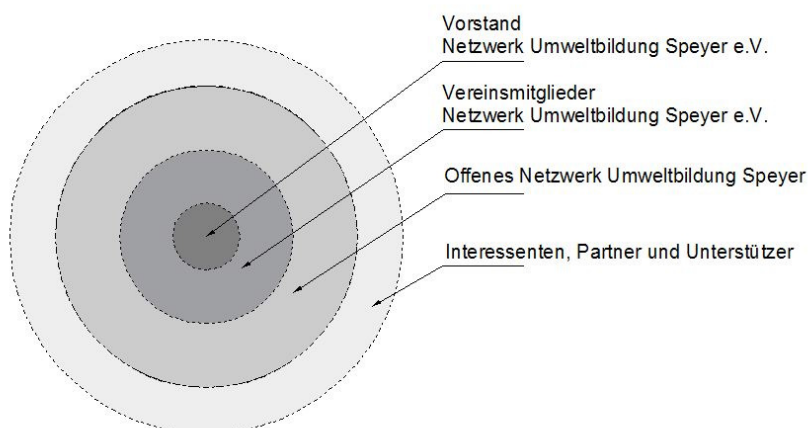 Vorstand
Netzwerk Umweltbildung Speyer e.V.
Vereinsmitglieder
Netzwerk Umweltbildung Speyer e.V.
Offenes Netzwerk Umweltbildung Speyer
Interessenten, Partner und Unterstützer